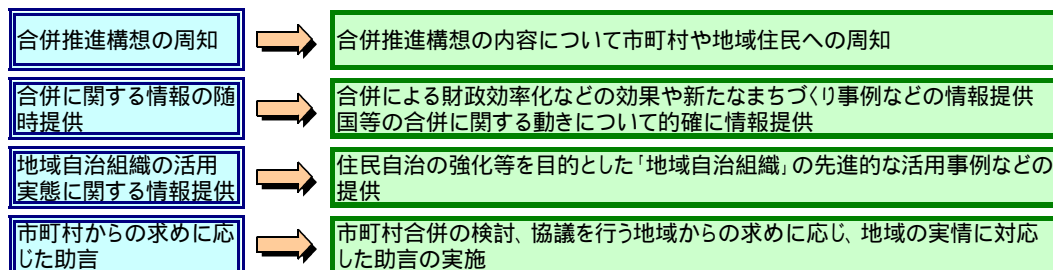 合併推進構想の周知
合併推進構想の内容について市町村や地域住民への周知
合併に関する情報の随
時提供
合併による財政効率化などの効果や新たなまちづくり事例などの情報提供
国等の合併に関する動きについて的確に情報提供
地域自治組織の活用
実態に関する情報提供
住民自治の強化等を目的とした「地域自治組織」の先進的な活用事例などの
提供
市町村からの求めに応
じた助言
市町村合併の検討、協議を行う地域からの求めに応じ、地域の実情に対応
した助言の実施